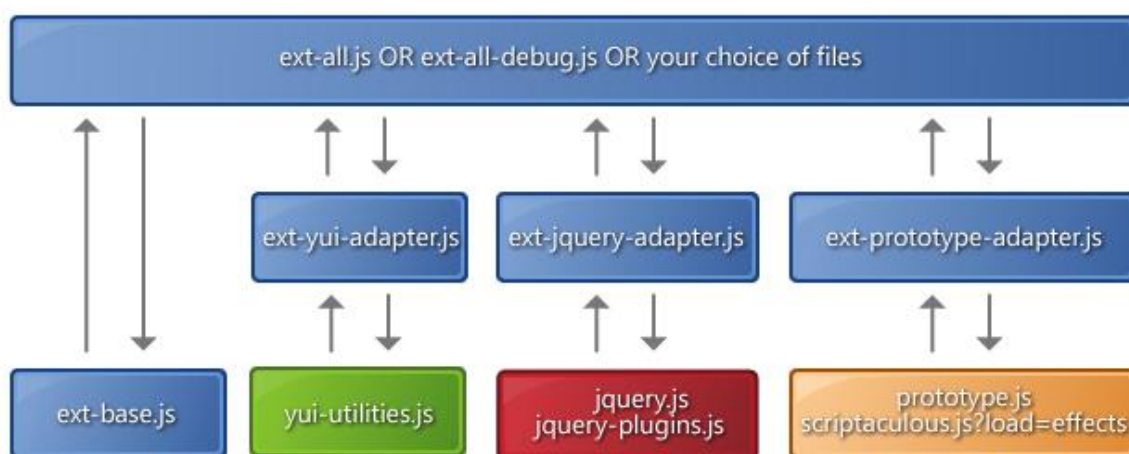 ext-all.js OR ext-all-debug.js OR your choice of files
ext-yui-adapter.js
ext-jquery-adapter.js
ext-prototype-adapter.js
ext-base.js
yui-utilities.js
jquery.js
jquery-plugins.js
prototype.js
scriptaculous.js?load=effects